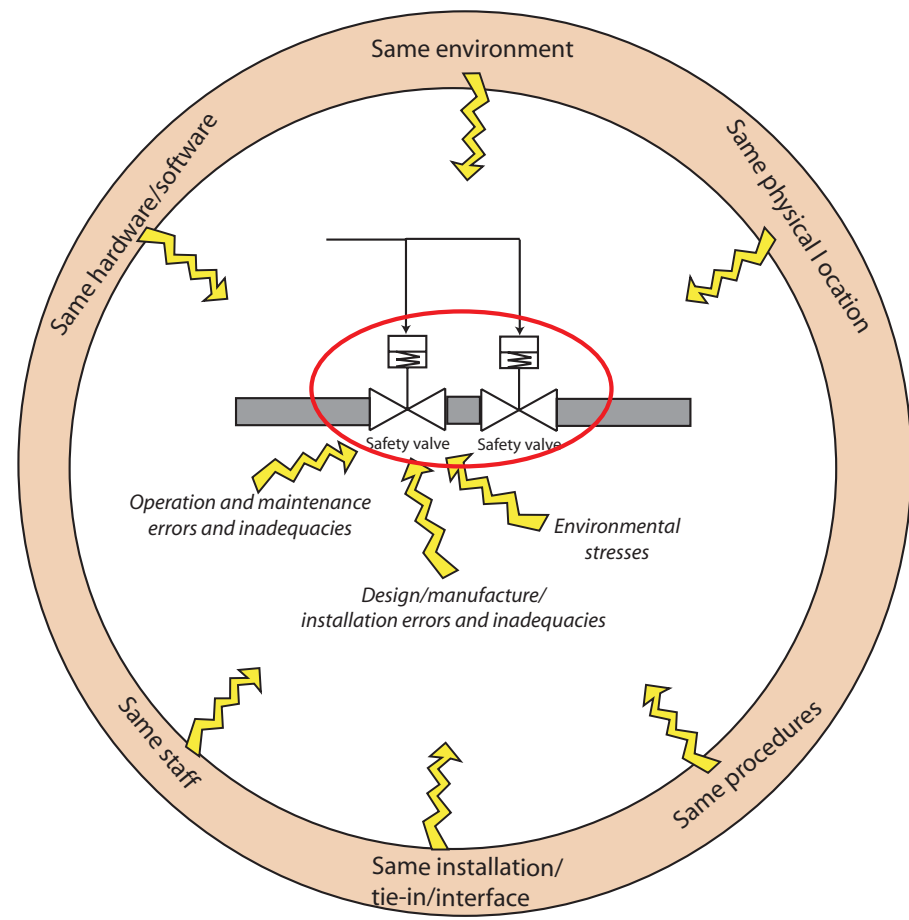 Same environment
Same hardware/software
Same physical l ocation
Safety valve
Safety valve
Operation and maintenance
errors and inadequacies
Environmental
stresses
Design/manufacture/
installation errors and inadequacies
Same staff
Same procedures
Same installation/
tie-in/interface